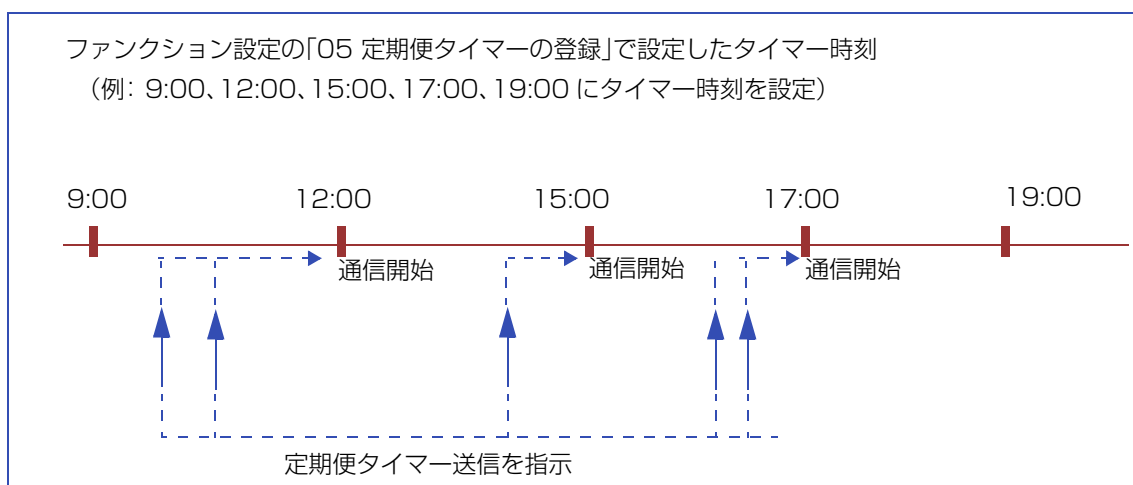 ファンクション設定の「05 定期便タイマーの登録」で設定したタイマー時刻
(例: 9:00、12:00、15:00、17:00、19:00 にタイマー時刻を設定)
9:00 12:00 15:00 17:00 19:00
通信開始 通信開始 通信開始
定期便タイマー送信を指示